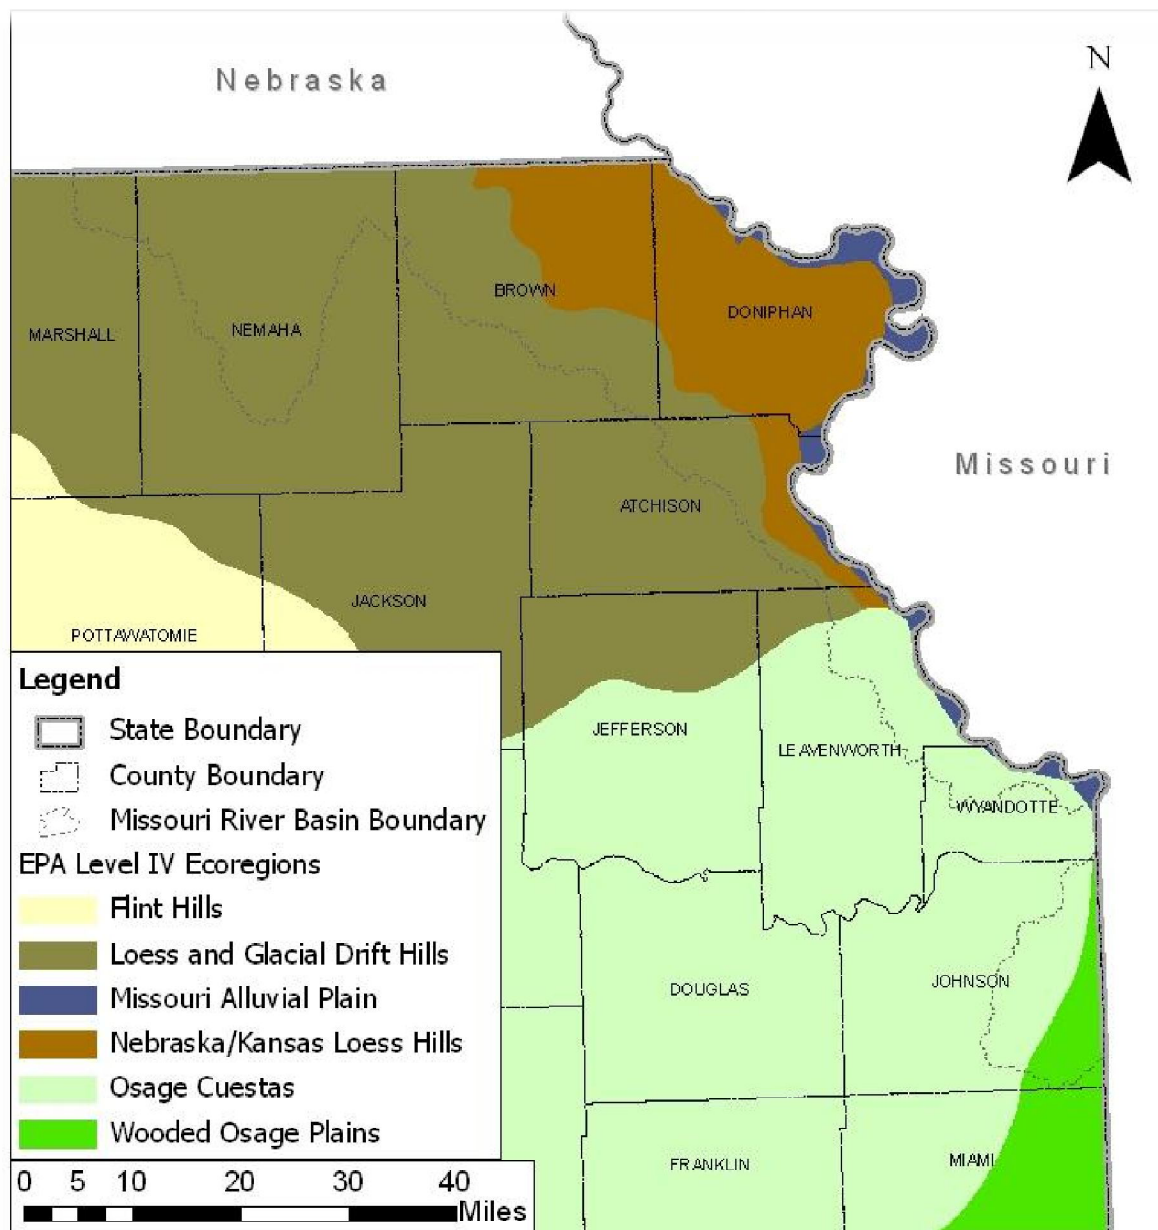 Nebraska
N
BROWN
DONIPHAN
MARSHALL
NEMAHA
Missouri
ATCHISON
JACKSON
POTTAWATOMIE
Legend
State Boundary
County Boundary
Missouri River Basin Boundary
EPA Level IV Ecoregions
Flint Hills
Loess and Glacial Drift Hills
Missouri Alluvial Plain
Nebraska/Kansas Loess Hills
Osage Cuestas
Wooded Osage Plains
0 5 10 20 30 40
Miles
JEFFERSON
LEAVENWORTH
WYANDOTTE
DOUGLAS
JOHNSON
FRANKLIN
MIAMI